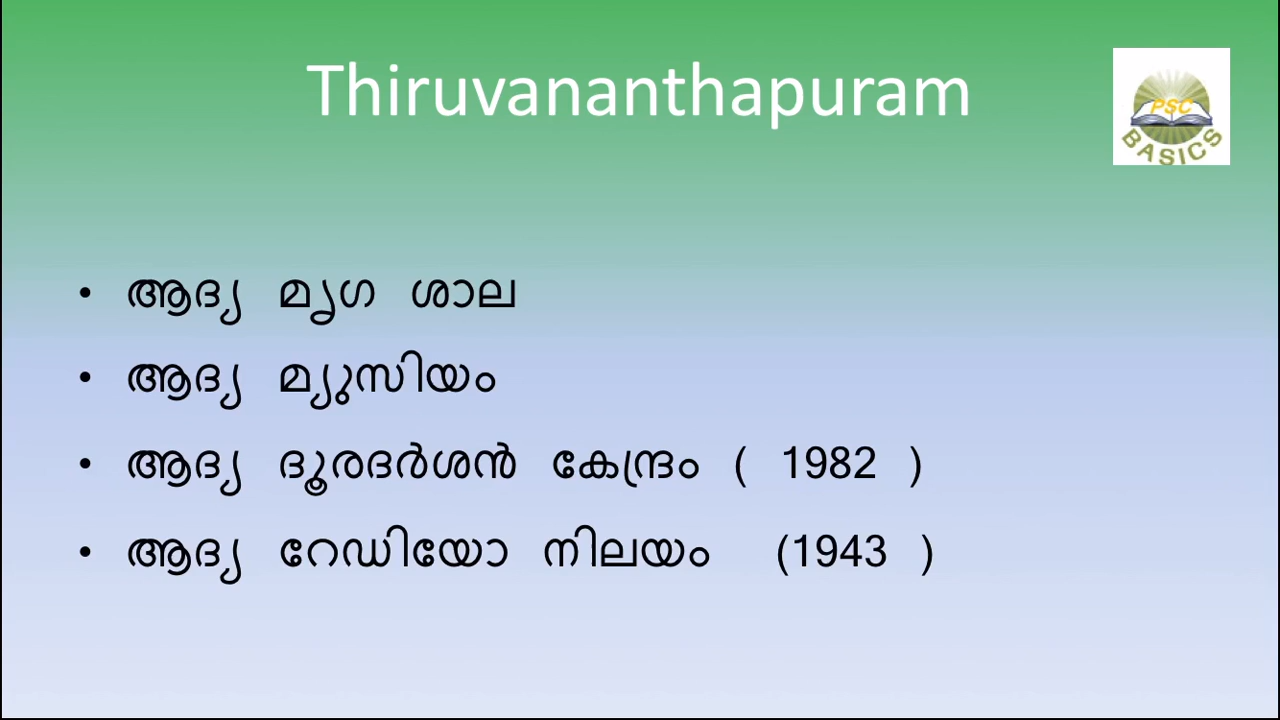 Thiruvananthapuram
PSC
BASICS
• ആദ്യ മൃഗ ശാല
• ആദ്യ മ്യുസിയം
• ആദ്യ ദൂരദർശൻ കേന്ദ്രം ( 1982 )
• ആദ്യ റേഡിയോ നിലയം (1943 )